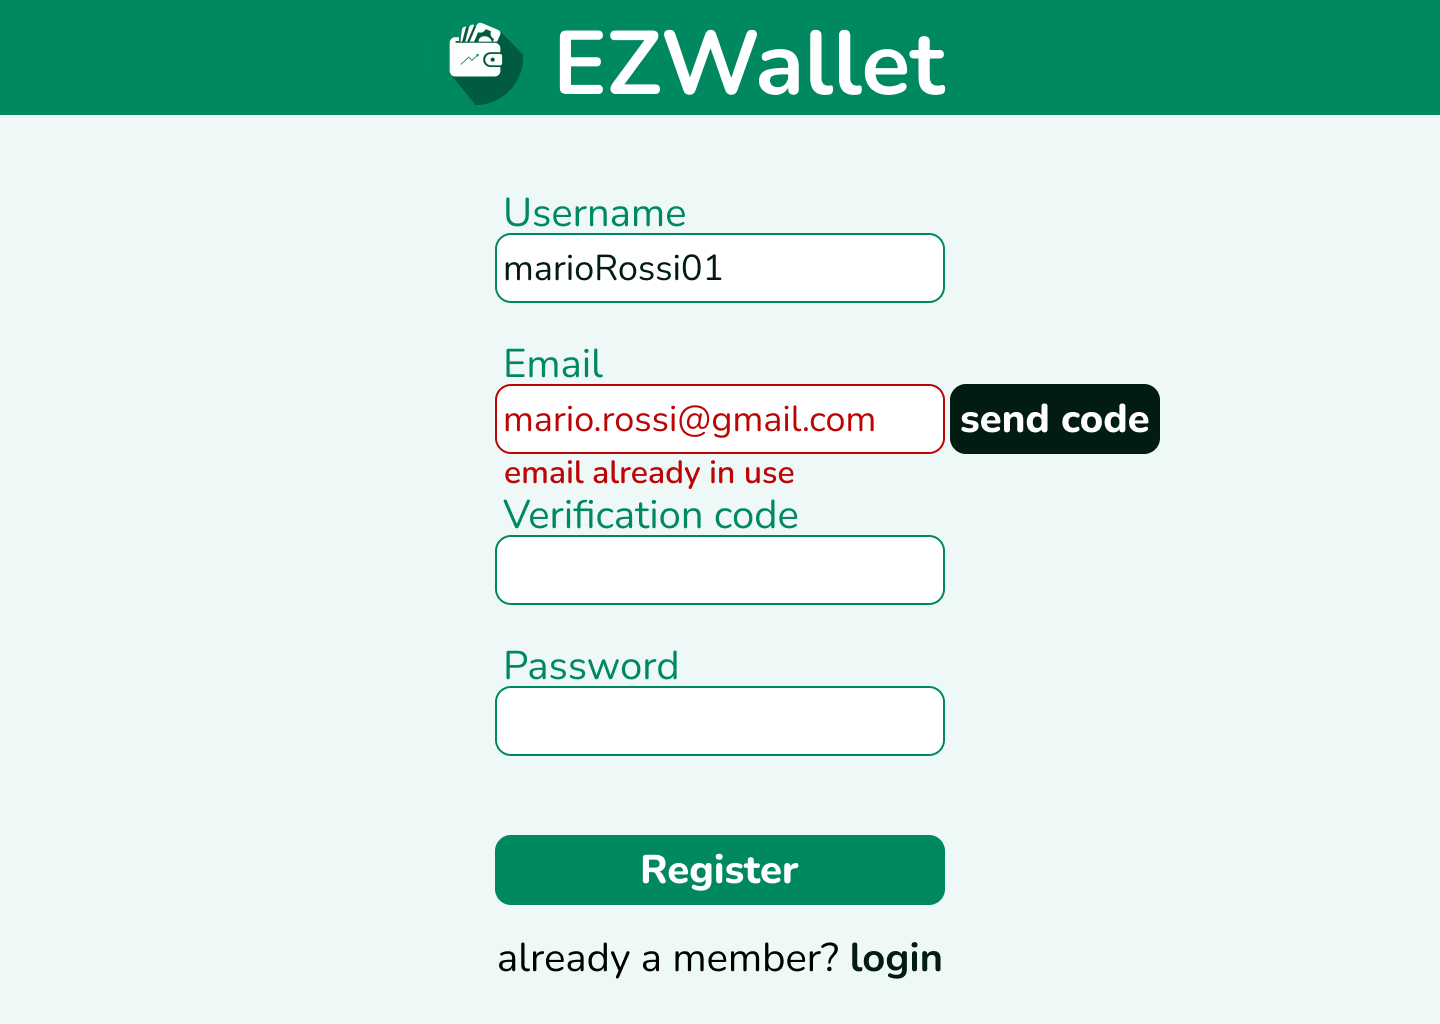 EZWallet
Username
marioRossi01
Email
mario.rossi@gmail.com
send code
email already in use
Verification code
Password
Register
already a member? login